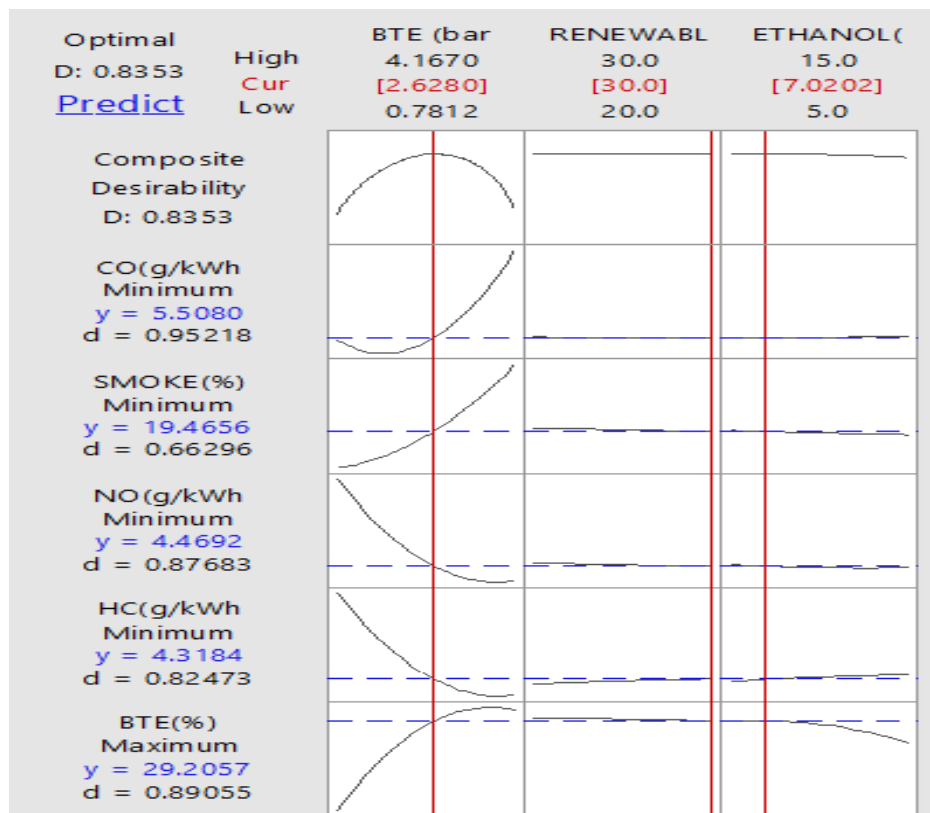 Optimal
D: 0.8353
Predict
High
Cur
Low
BTE (bar
4.1670
[2.6280]
0.7812
RENEWABL
30.0
[30.0]
20.0
ETHANOL(
15.0
[7.0202]
5.0
Composite
Desirability
D: 0.8353
CO(g/kWh
Minimum
y = 5.5080
d = 0.95218
SMOKE(%)
Minimum
y = 19.4656
d = 0.66296
NO(g/kWh
Minimum
y = 4.4692
d = 0.87683
HC(g/kWh
Minimum
y = 4.3184
d = 0.82473
BTE(%)
Maximum
y = 29.2057
d = 0.89055